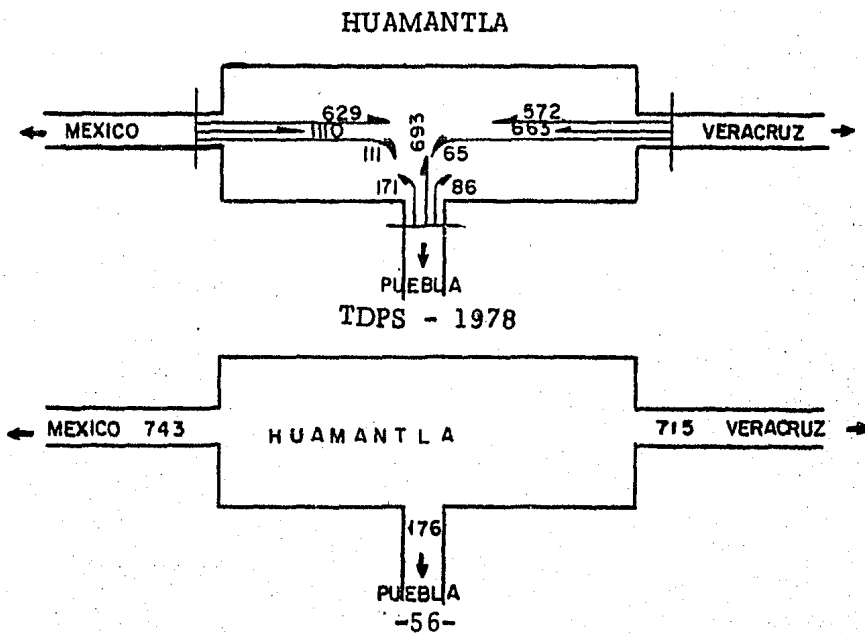 HUAMANTLA
629
572
MEXICO
1110
693
663
VERACRUZ
111
65
171
86
PUEBLA
TDPS - 1978
MEXICO 743
HUAMANTLA
715 VERACRUZ
176
PUEBLA
-56-